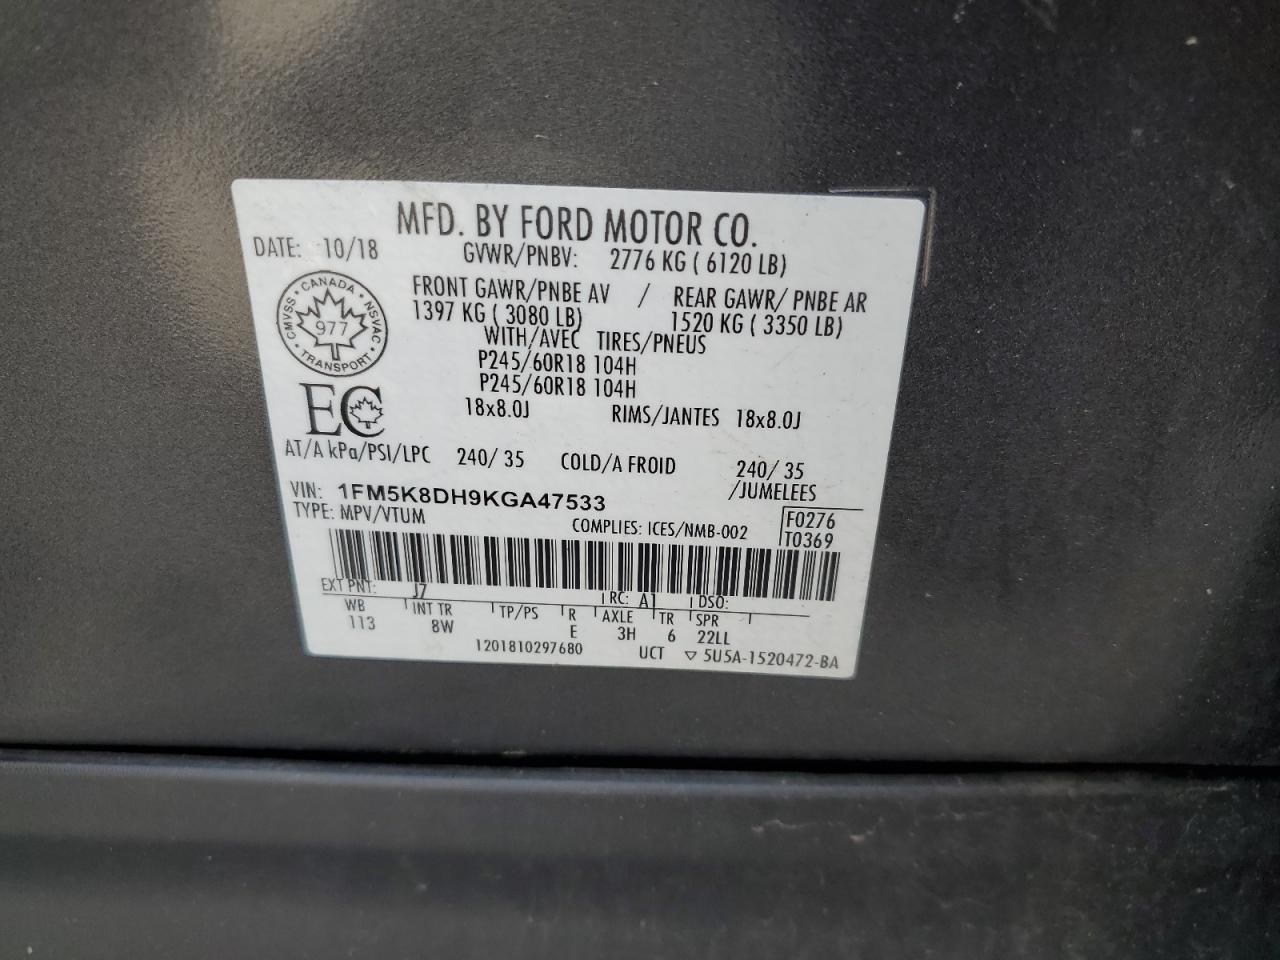 MFD. BY FORD MOTOR CO.
DATE: 10/18
GVWR/PNBV: 2776 KG ( 6120 LB)
FRONT GAWR/PNBE AV / REAR GAWR/ PNBE AR
1397 KG ( 3080 LB) 1520 KG ( 3350 LB)
WITH/AVEC TIRES/PNEUS
P245/60R18 104H
P245/60R18 104H
18x8.0J RIMS/JANTES 18x8.0J
CMVSS • CANADA • NSVAC • TRANSPORT •
977
EC
AT/A kPa/PSI/LPC 240/ 35 COLD/A FROID 240/ 35
VIN: 1FM5K8DH9KGA47533 /JUMELEES
TYPE: MPV/VTUM COMPLIES: ICES/NMB-002 F0276
T0369
EXT PNT: J7 RC: A1 DSO:
WB INT TR TP/PS R AXLE TR SPR
113 8W E 3H 6 22LL
1201810297680 UCT ▽ 5U5A-1520472-BA